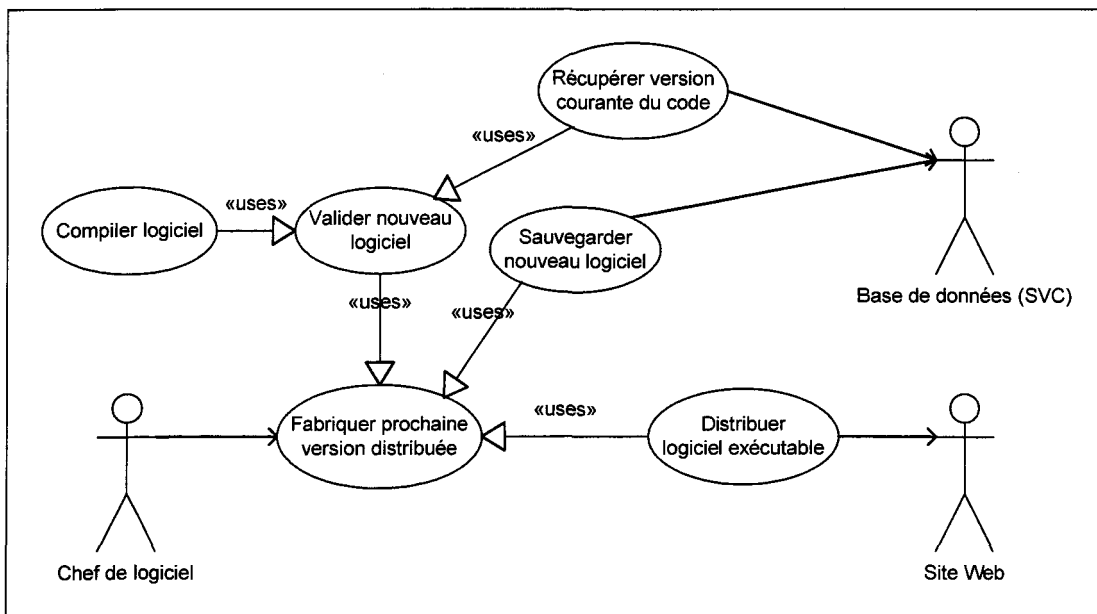 Récupérer version
courante du code
«uses»
«uses»
Compiler logiciel
Valider nouveau
logiciel
Sauvegarder
nouveau logiciel
Base de données (SVC)
«uses»
«uses»
«uses»
Fabriquer prochaine
version distribuée
Distribuer
logiciel exécutable
Chef de logiciel
Site Web